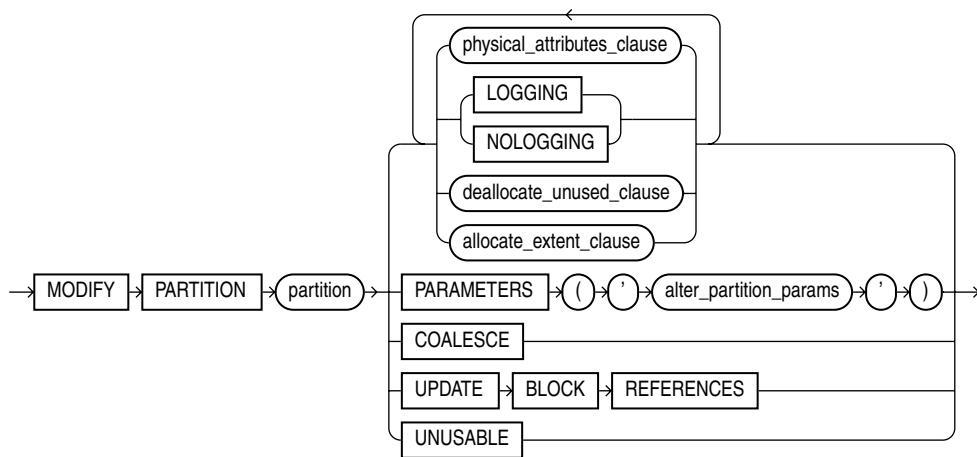 physical_attributes_clause
LOGGING
NOLOGGING
deallocate_unused_clause
allocate_extent_clause
MODIFY PARTITION partition PARAMETERS ( ' alter_partition_params ' )
COALESCE
UPDATE BLOCK REFERENCES
UNUSABLE